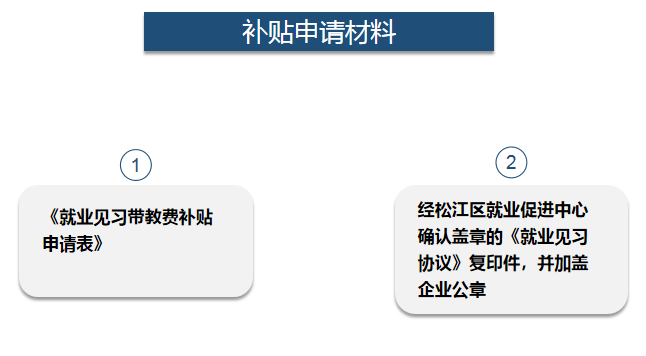 补贴申请材料
1
《就业见习带教费补贴
申请表》
2
经松江区就业促进中心
确认盖章的《就业见习
协议》复印件，并加盖
企业公章